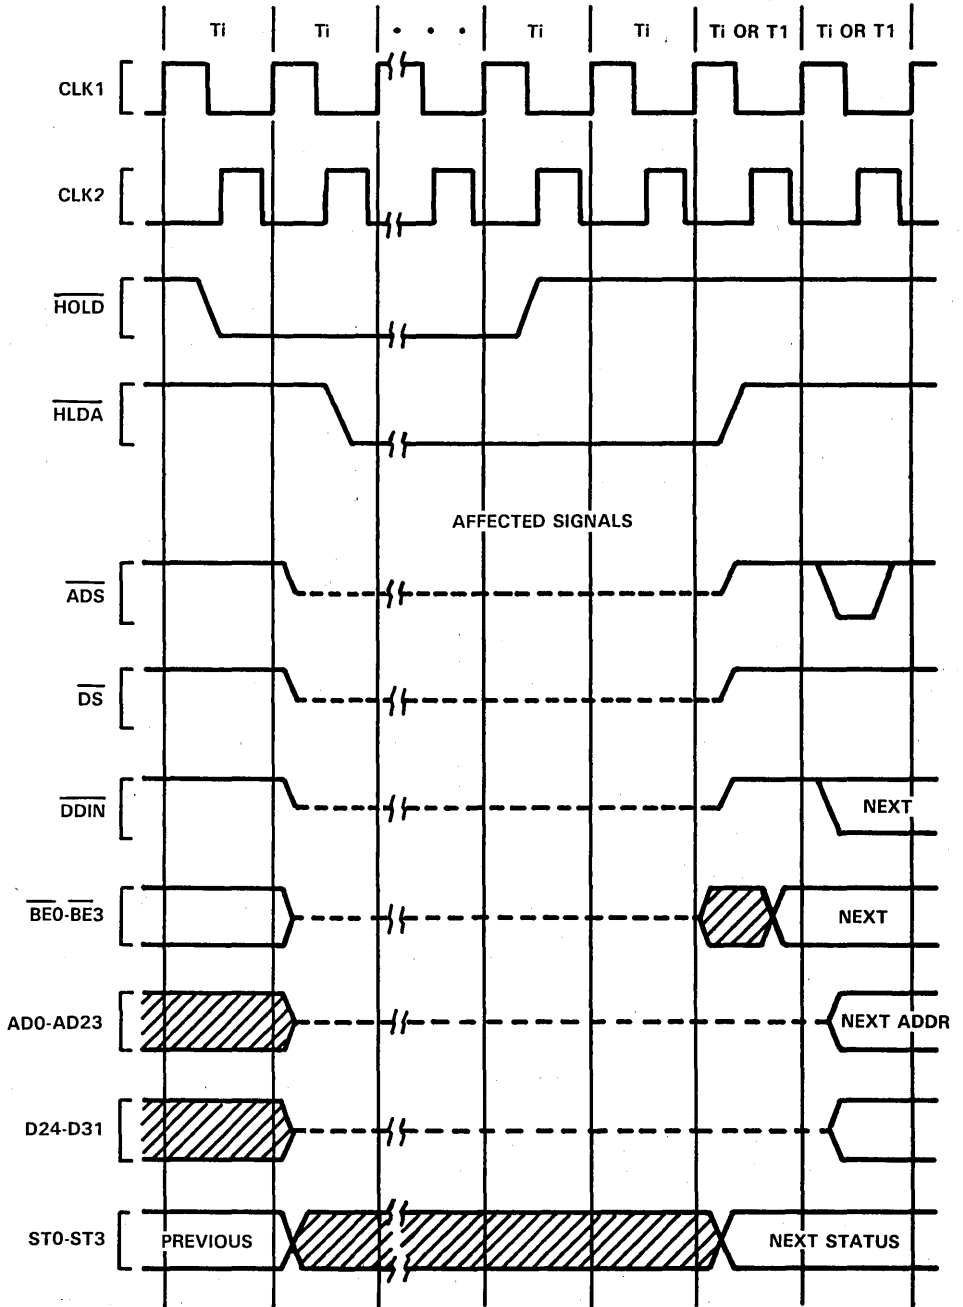 Ti Ti . . . Ti Ti Ti OR T1 Ti OR T1
CLK1
CLK2
HOLD
HLDA
AFFECTED SIGNALS
ADS
DS
DDIN NEXT
BE0-BE3 NEXT
AD0-AD23 NEXT ADDR
D24-D31
ST0-ST3 PREVIOUS NEXT STATUS